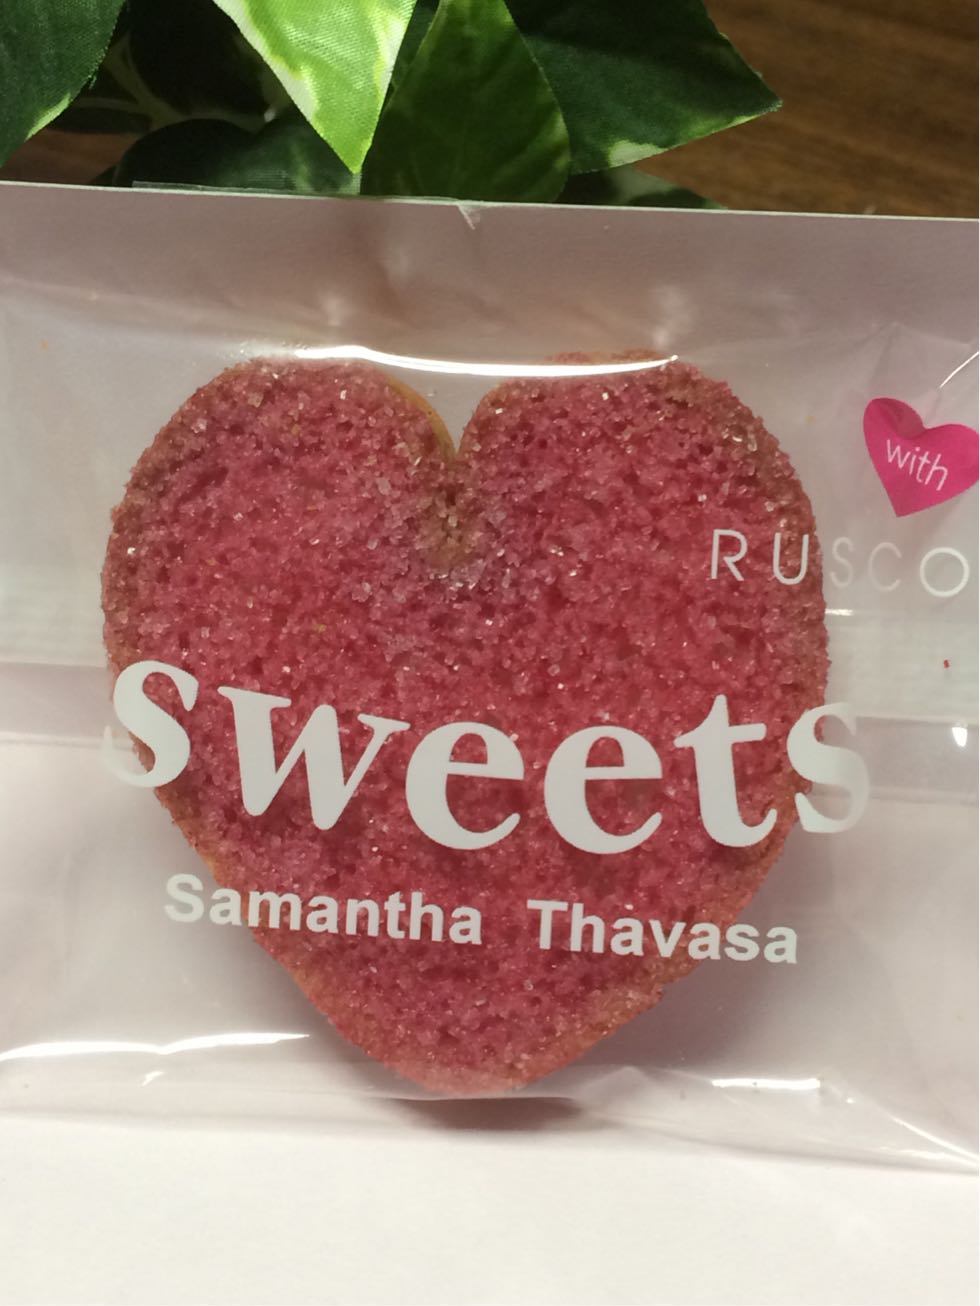 with
RUSCO
sweets
Samantha Thavasa